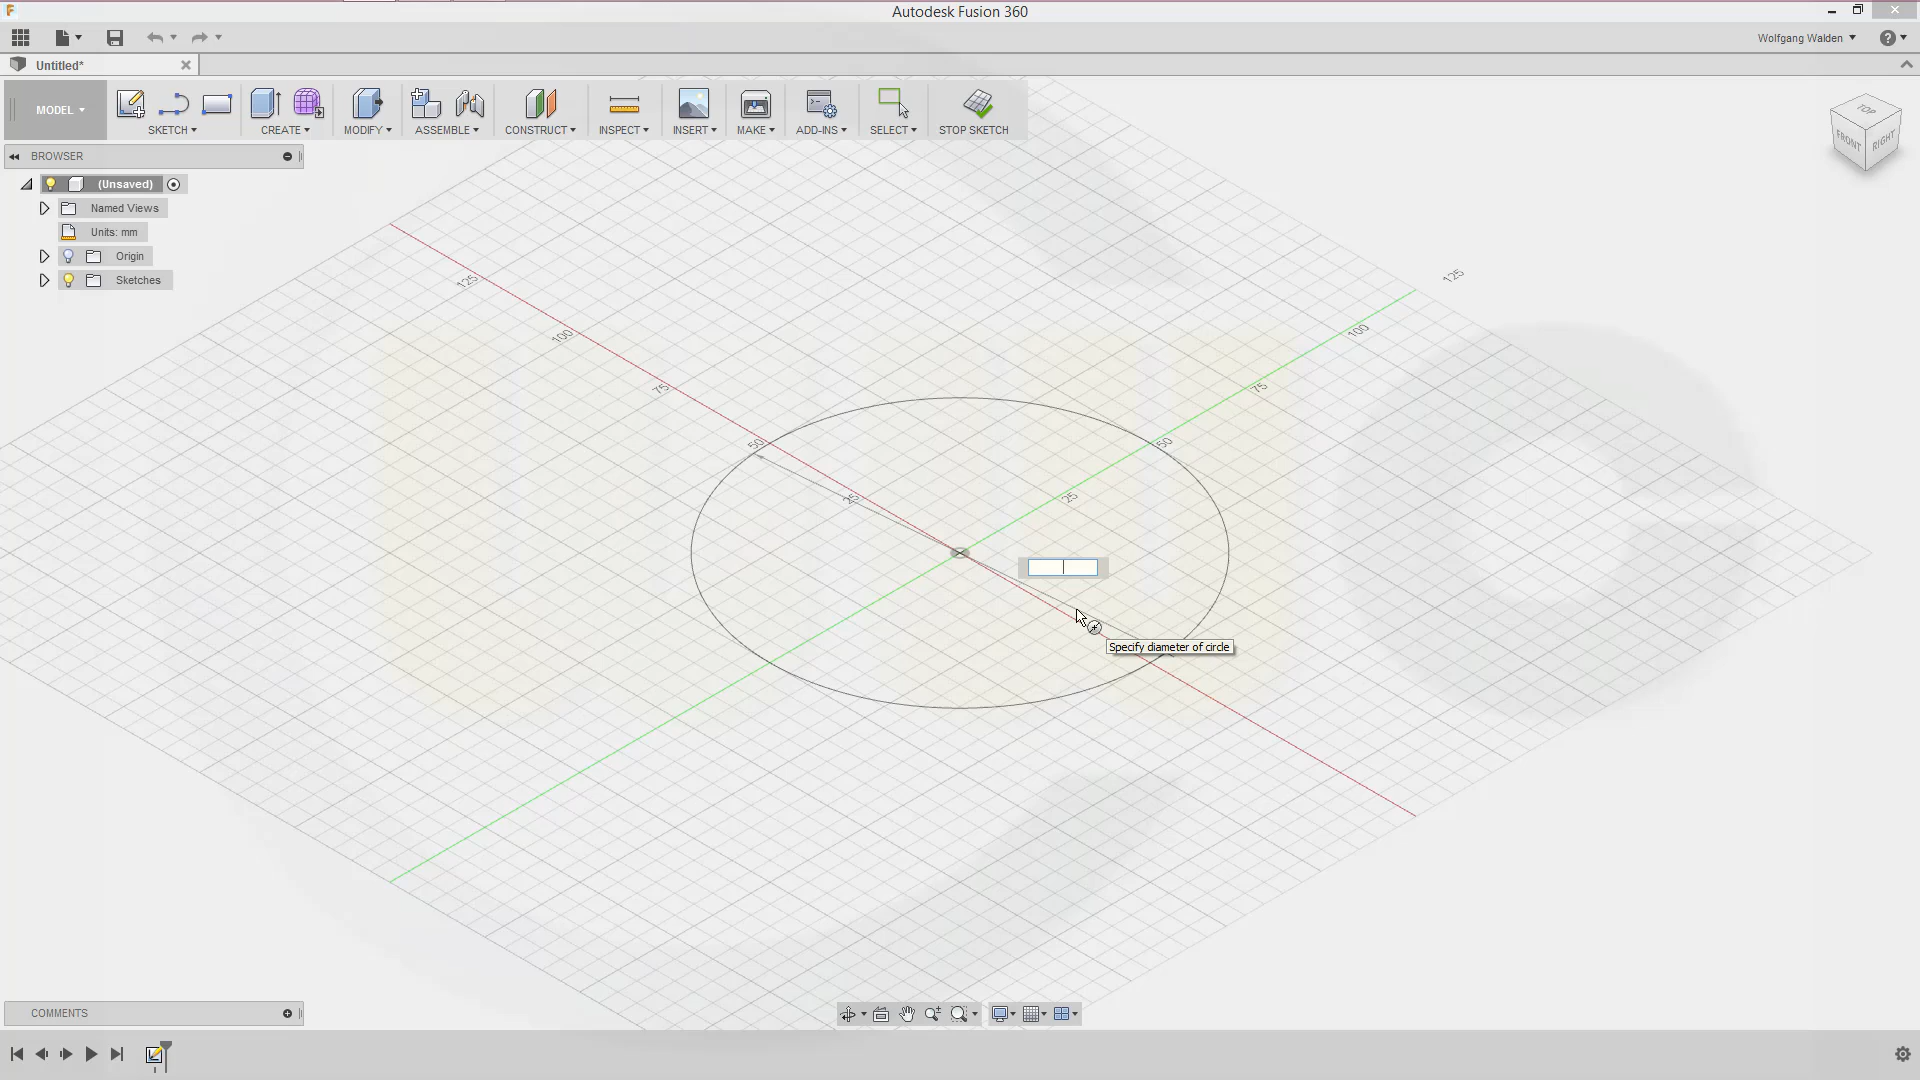 Autodesk Fusion 360
Wolfgang Walden
Untitled*
MODEL
SKETCH
CREATE
MODIFY
ASSEMBLE
CONSTRUCT
INSPECT
INSERT
MAKE
ADD-INS
SELECT
STOP SKETCH
TOP
FRONT
RIGHT
BROWSER
(Unsaved)
Named Views
Units: mm
Origin
Sketches
125
100
75
50
25
125
100
75
50
25
Specify diameter of circle
COMMENTS